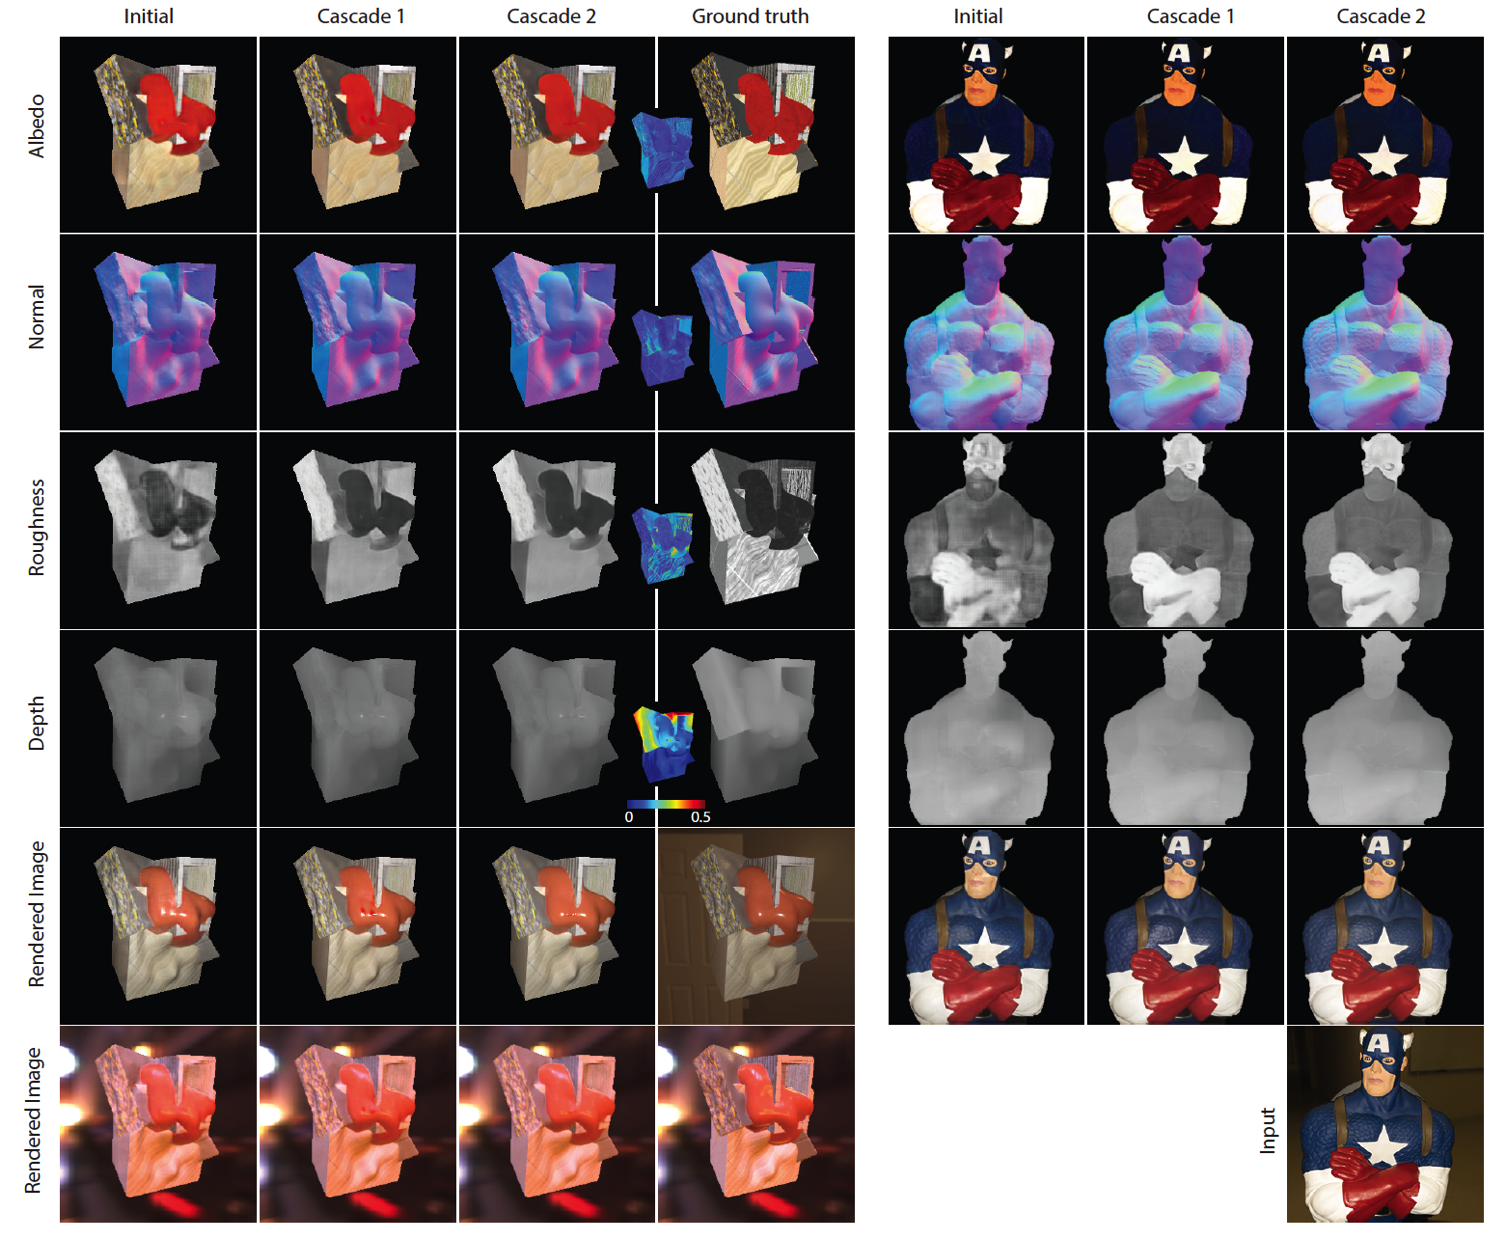 Initial Cascade 1 Cascade 2 Ground truth Initial Cascade 1 Cascade 2
Albedo
A A A
Normal
Roughness
Depth
0 0.5
Rendered Image
A A A
Rendered Image
Input
A